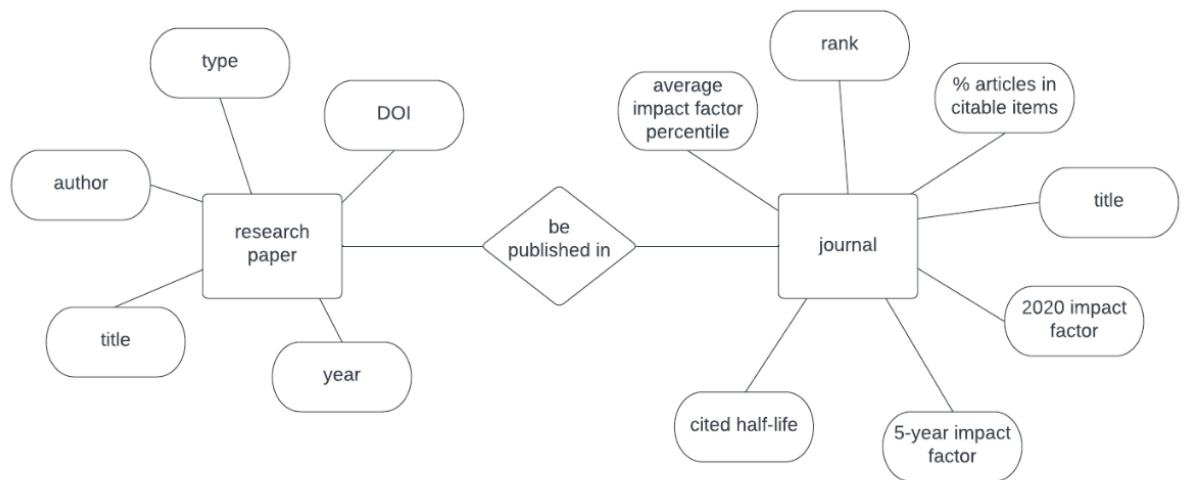 type
DOI
author
research
paper
title
year
be
published in
rank
average
impact factor
percentile
% articles in
citable items
title
journal
2020 impact
factor
cited half-life
5-year impact
factor